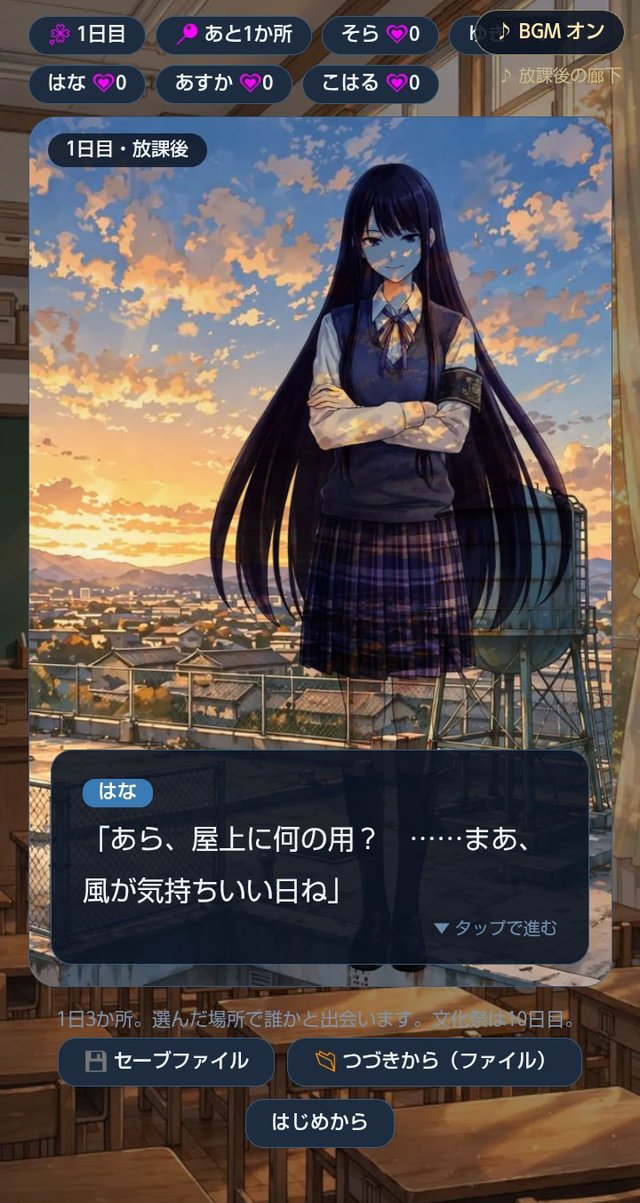 1日目
あと1か所
そら 0
♪ BGM オン
はな 0
あすか 0
こはる 0
♪ 放課後の廊下
1日目・放課後
はな
「あら、屋上に何の用？　……まあ、
風が気持ちいい日ね」
▼ タップで進む
1日3か所。選んだ場所で誰かと出会います。文化祭は10日目。
セーブファイル
つづきから（ファイル）
はじめから